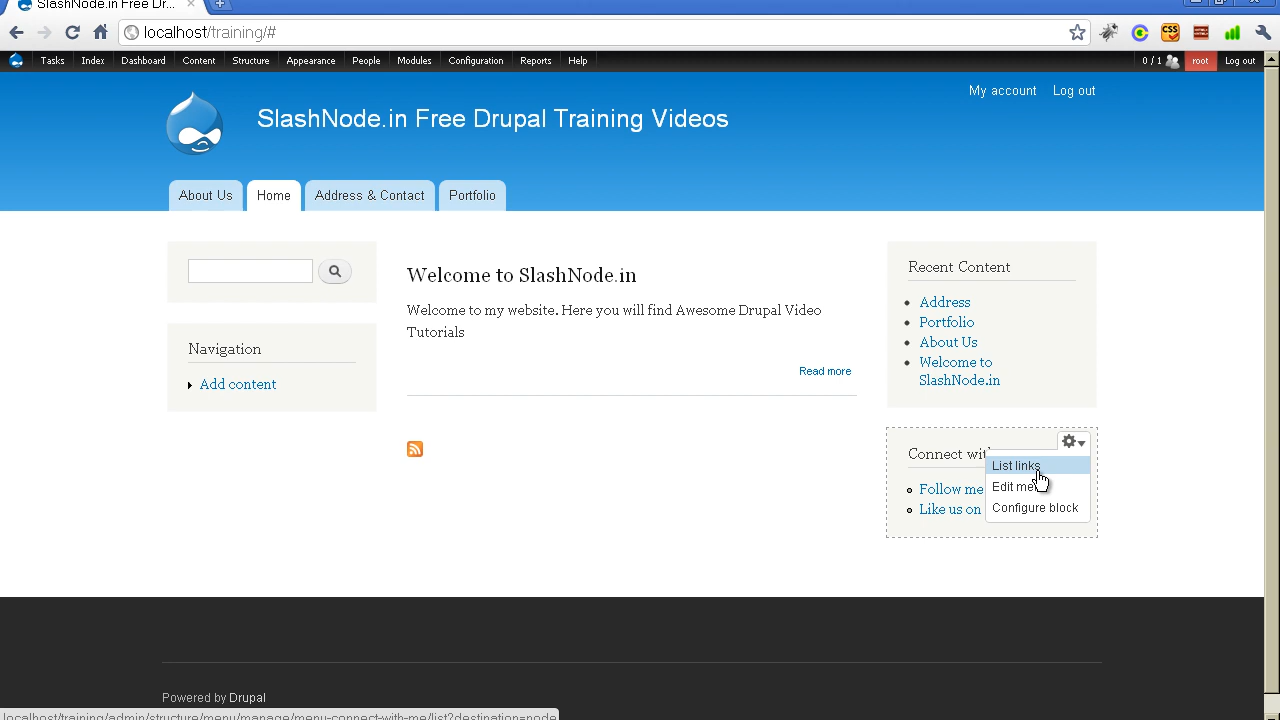 SlashNode.in Free Dr...
localhost/training/#
Tasks Index Dashboard Content Structure Appearance People Modules Configuration Reports Help 0 / 1 root Log out
My account Log out
SlashNode.in Free Drupal Training Videos
About Us Home Address & Contact Portfolio
Welcome to SlashNode.in
Welcome to my website. Here you will find Awesome Drupal Video
Tutorials
Read more
Navigation
Add content
Recent Content
Address
Portfolio
About Us
Welcome to
SlashNode.in
Connect with
List links
Follow me
Edit
Like us on
Configure block
Powered by Drupal
localhost/training/admin/structure/menu/manage/menu-connect-with-me/list?destination=node